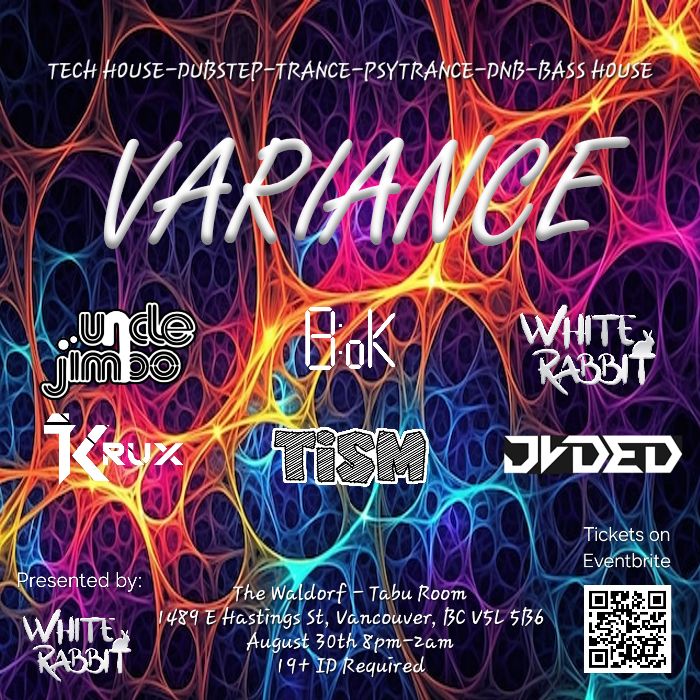 TECH HOUSE-DUBSTEP-TRANCE-PSYTRANCE-DNB-BASS HOUSE
VARIANCE
uncle jimbo
8:oK
WHITE RABBIT
KRUX
TiSM
JVDED
Tickets on
Eventbrite
Presented by:
WHITE RABBIT
The Waldorf - Tabu Room
1489 E Hastings St, Vancouver, BC V5L 5B6
August 30th 8pm-2am
19+ ID Required